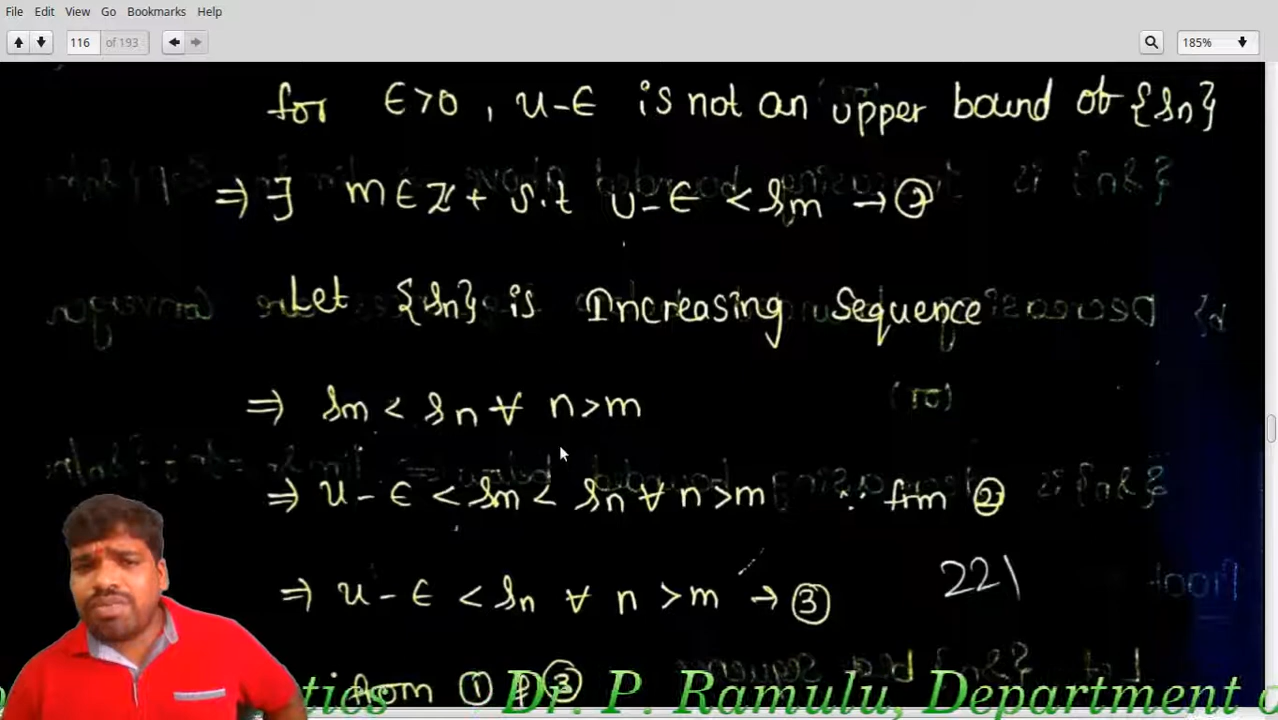 File Edit View Go Bookmarks Help
116 of 193 185%
for ∈>0, u-∈ is not an upper bound of {Sn}
⇒ ∃ m∈Z+ s.t u-∈ < Sm → ②
Let {Sn} is Increasing Sequence
⇒ Sm < Sn ∀ n>m
⇒ u-∈ < Sm < Sn ∀ n>m ∵ from ②
⇒ u-∈ < Sn ∀ n>m → ③
221
from ① & ③
tics Dr. P. Ramulu, Department o